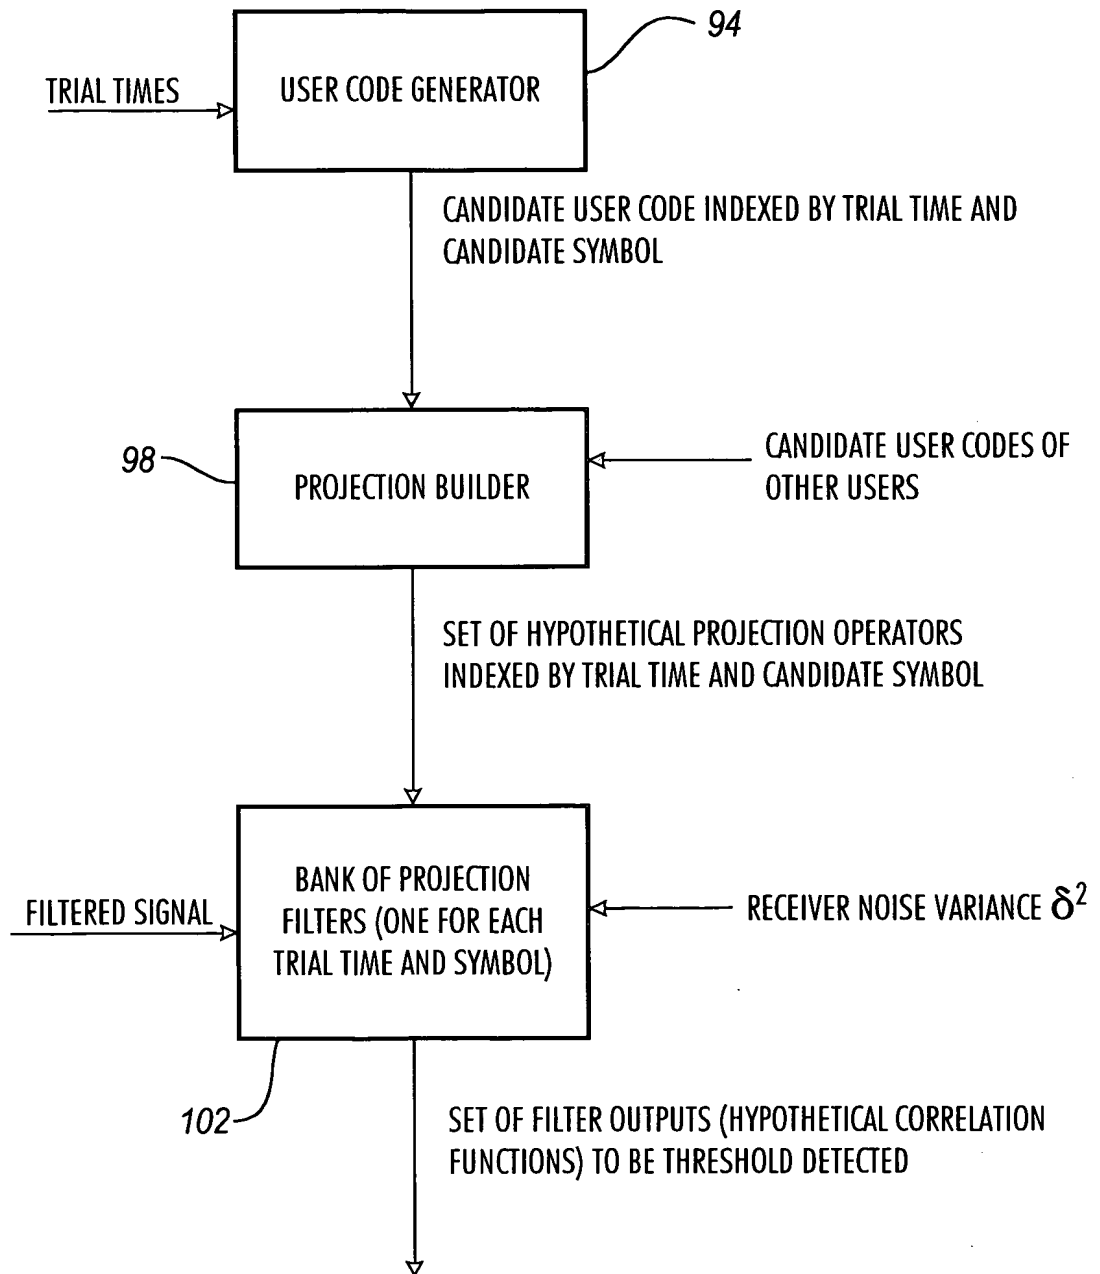 94
TRIAL TIMES
USER CODE GENERATOR
CANDIDATE USER CODE INDEXED BY TRIAL TIME AND
CANDIDATE SYMBOL
98
PROJECTION BUILDER
CANDIDATE USER CODES OF
OTHER USERS
SET OF HYPOTHETICAL PROJECTION OPERATORS
INDEXED BY TRIAL TIME AND CANDIDATE SYMBOL
FILTERED SIGNAL
BANK OF PROJECTION
FILTERS (ONE FOR EACH
TRIAL TIME AND SYMBOL)
RECEIVER NOISE VARIANCE δ²
102
SET OF FILTER OUTPUTS (HYPOTHETICAL CORRELATION
FUNCTIONS) TO BE THRESHOLD DETECTED